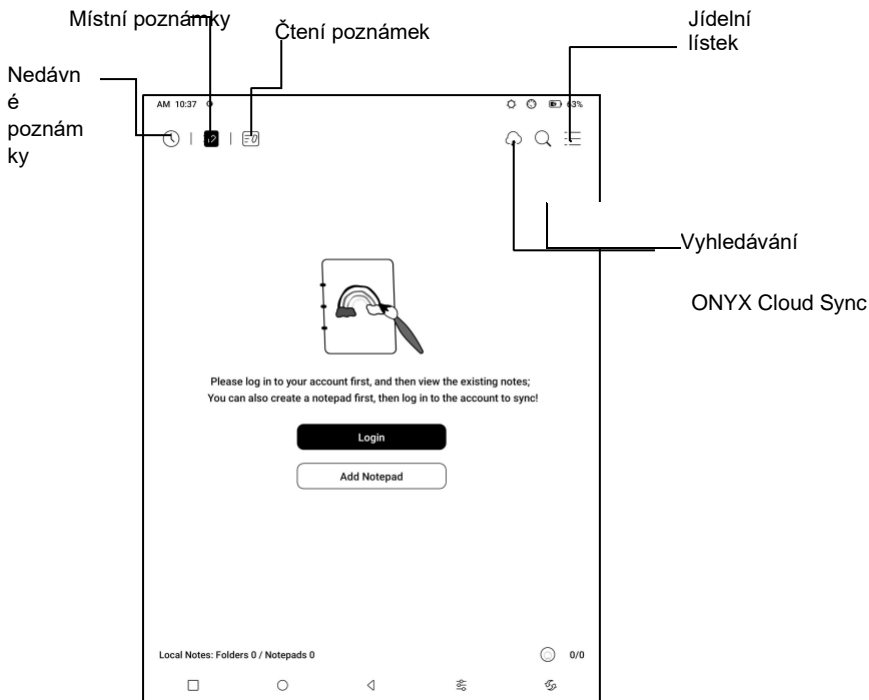 Místní poznámky
Čtení poznámek
Jídelní
lístek
Nedávn
é
poznám
ky
AM 10:37
63%
Vyhledávání
ONYX Cloud Sync
Please log in to your account first, and then view the existing notes;
You can also create a notepad first, then log in to the account to sync!
Login
Add Notepad
Local Notes: Folders 0 / Notepads 0
0/0